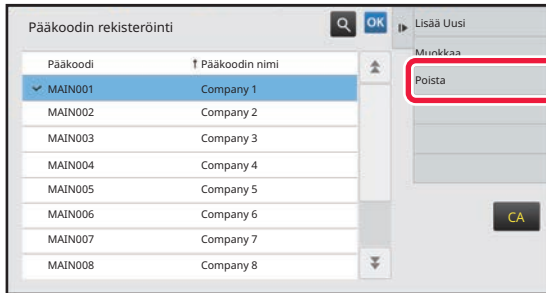 Pääkoodin rekisteröinti OK Lisää Uusi
Muokkaa
Pääkoodi Pääkoodin nimi
Poista
MAIN001 Company 1
MAIN002 Company 2
MAIN003 Company 3
MAIN004 Company 4
MAIN005 Company 5
MAIN006 Company 6
CA
MAIN007 Company 7
MAIN008 Company 8